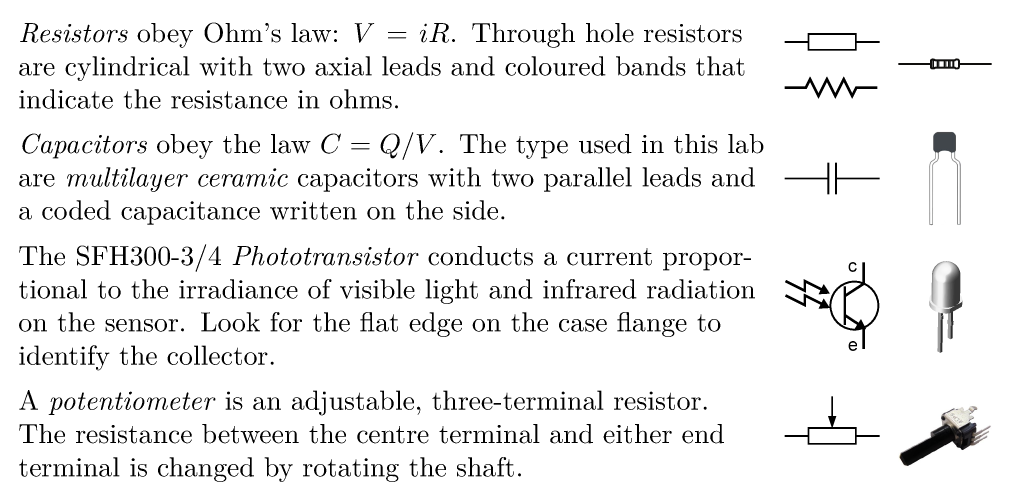 Resistors obey Ohm's law: V = iR. Through hole resistors
are cylindrical with two axial leads and coloured bands that
indicate the resistance in ohms.
Capacitors obey the law C = Q/V. The type used in this lab
are multilayer ceramic capacitors with two parallel leads and
a coded capacitance written on the side.
The SFH300-3/4 Phototransistor conducts a current propor-
tional to the irradiance of visible light and infrared radiation
on the sensor. Look for the flat edge on the case flange to
identify the collector.
c
e
A potentiometer is an adjustable, three-terminal resistor.
The resistance between the centre terminal and either end
terminal is changed by rotating the shaft.